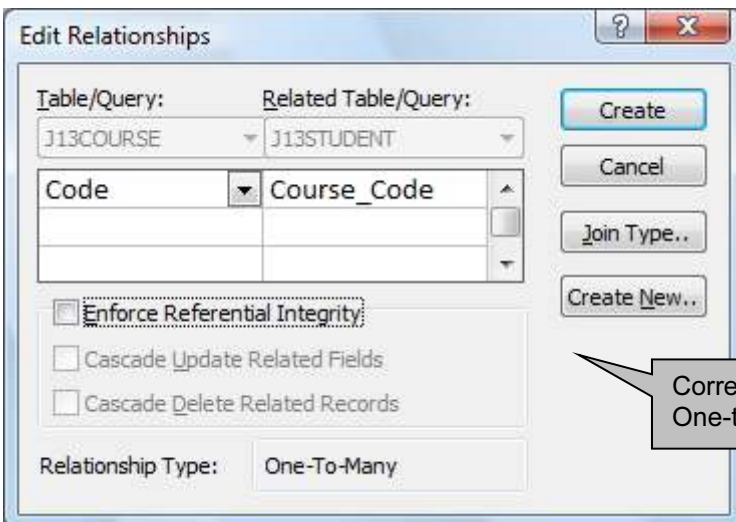 Edit Relationships
?
Table/Query: Related Table/Query:
J13COURSE J13STUDENT
Code Course_Code
Enforce Referential Integrity
Cascade Update Related Fields
Cascade Delete Related Records
Relationship Type: One-To-Many
Create
Cancel
Join Type..
Create New..